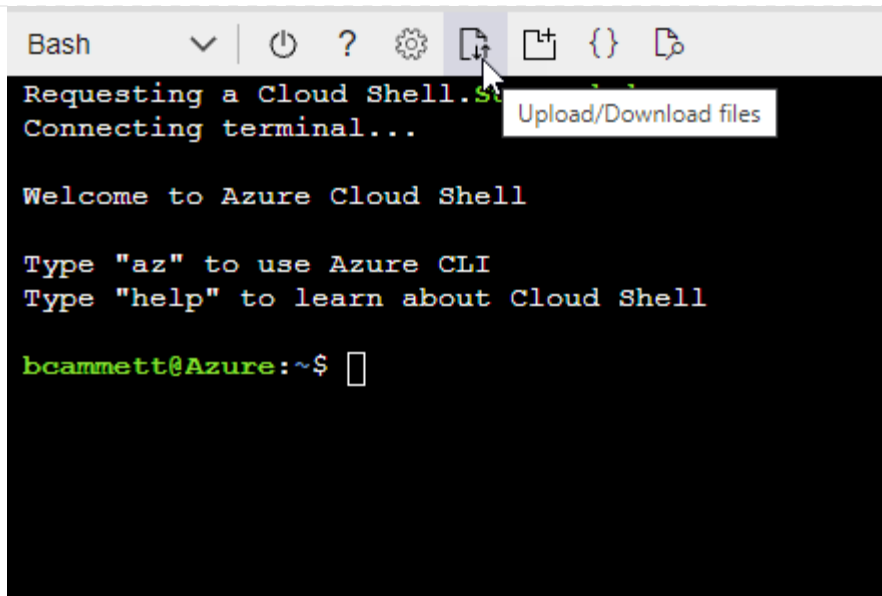 Bash
?
{}
Requesting a Cloud Shell.
Upload/Download files
Connecting terminal...
Welcome to Azure Cloud Shell
Type "az" to use Azure CLI
Type "help" to learn about Cloud Shell
bcammett@Azure:~$